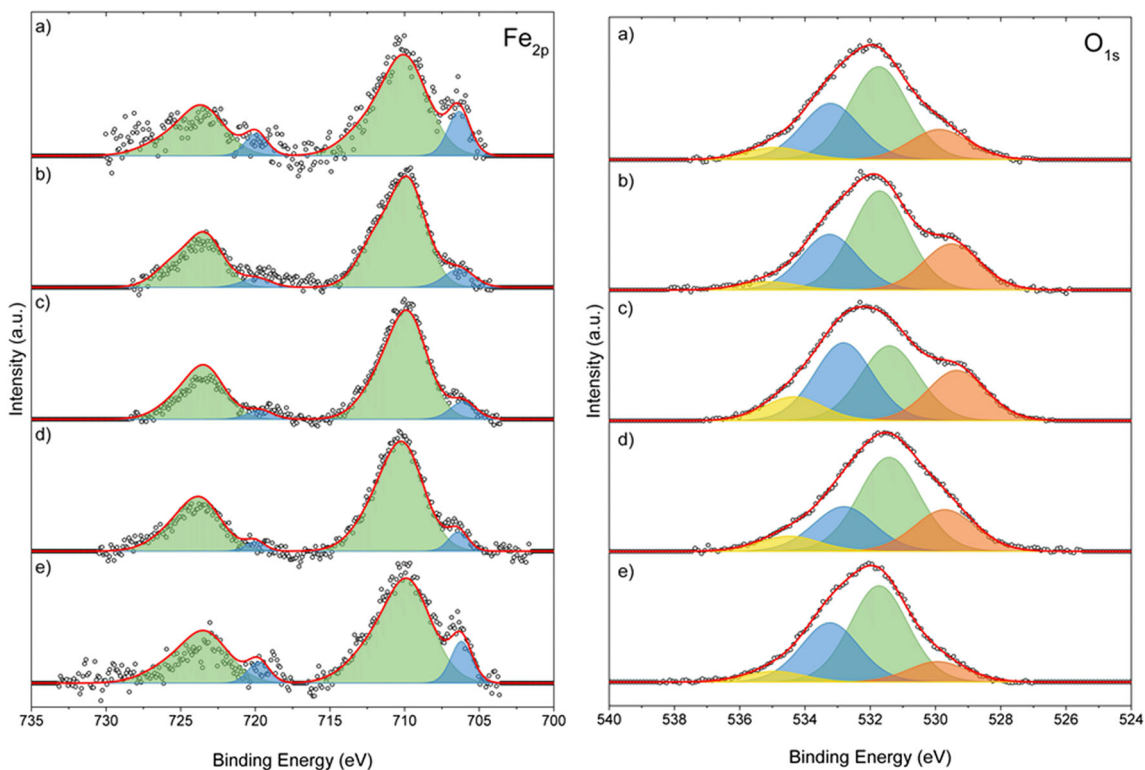 a)
Fe2p
b)
c)
d)
e)
Intensity (a.u.)
735 730 725 720 715 710 705 700
Binding Energy (eV)
a)
O1s
b)
c)
d)
e)
Intensity (a.u.)
540 538 536 534 532 530 528 526 524
Binding Energy (eV)